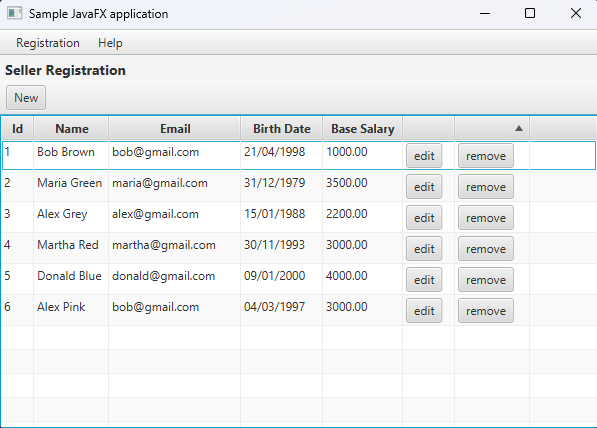 Sample JavaFX application
Registration Help
Seller Registration
New
Id Name Email Birth Date Base Salary
1 Bob Brown bob@gmail.com 21/04/1998 1000.00 edit remove
2 Maria Green maria@gmail.com 31/12/1979 3500.00 edit remove
3 Alex Grey alex@gmail.com 15/01/1988 2200.00 edit remove
4 Martha Red martha@gmail.com 30/11/1993 3000.00 edit remove
5 Donald Blue donald@gmail.com 09/01/2000 4000.00 edit remove
6 Alex Pink bob@gmail.com 04/03/1997 3000.00 edit remove